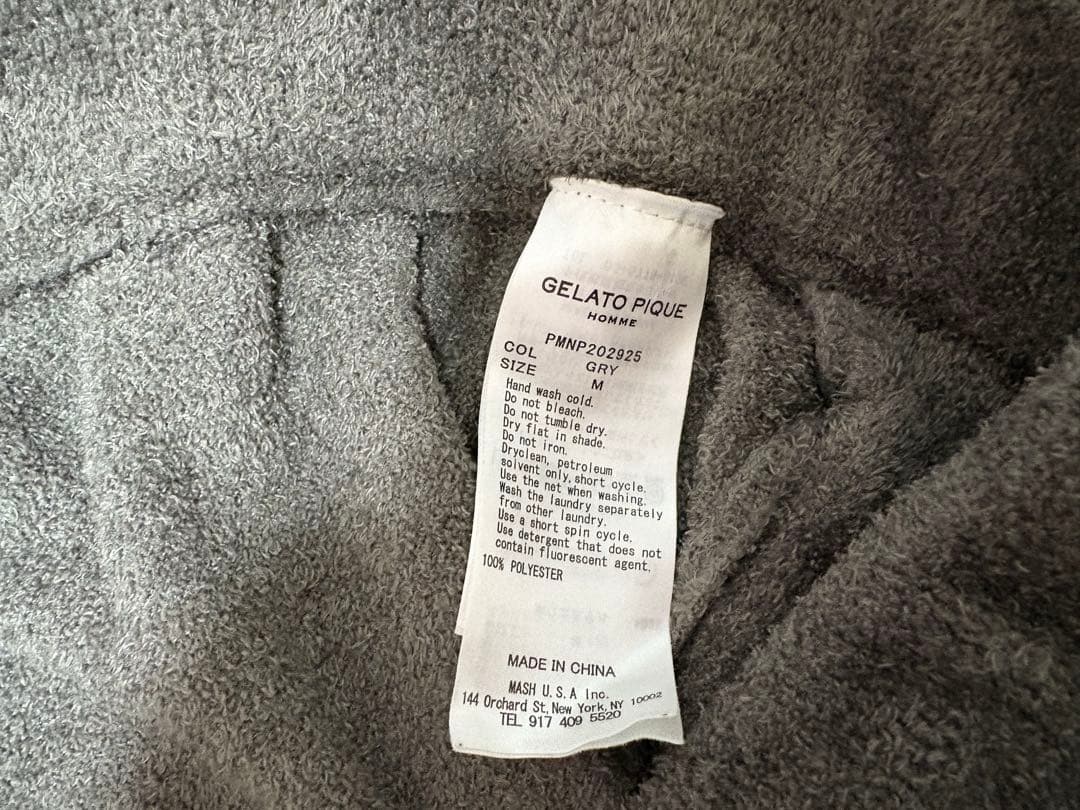 GELATO PIQUE
HOMME
PMNP202925
COL GRY
SIZE M
Hand wash cold.
Do not bleach.
Do not tumble dry.
Dry flat in shade.
Do not iron.
Dryclean, petroleum
solvent only, short cycle.
Use the net when washing.
Wash the laundry separately
from other laundry.
Use a short spin cycle.
Use detergent that does not
contain fluorescent agent.
100% POLYESTER
MADE IN CHINA
MASH U.S.A Inc.
144 Orchard St, New York, NY 10002
TEL 917 409 5520